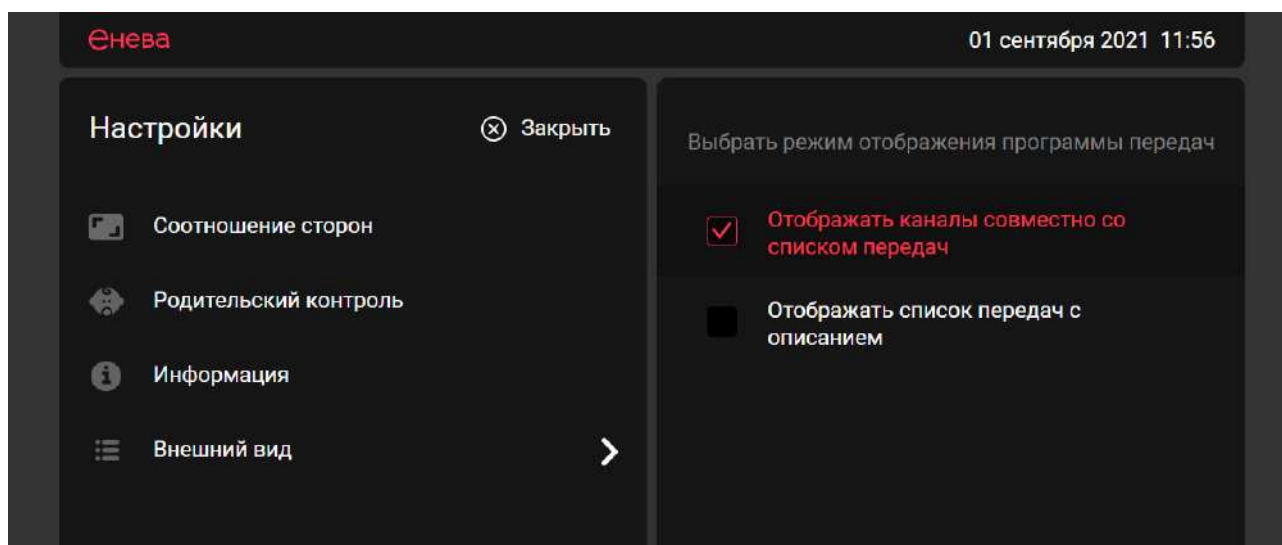 енева
01 сентября 2021 11:56
Настройки
Закрыть
Соотношение сторон
Родительский контроль
Информация
Внешний вид
Выбрать режим отображения программы передач
Отображать каналы совместно со
списком передач
Отображать список передач с
описанием